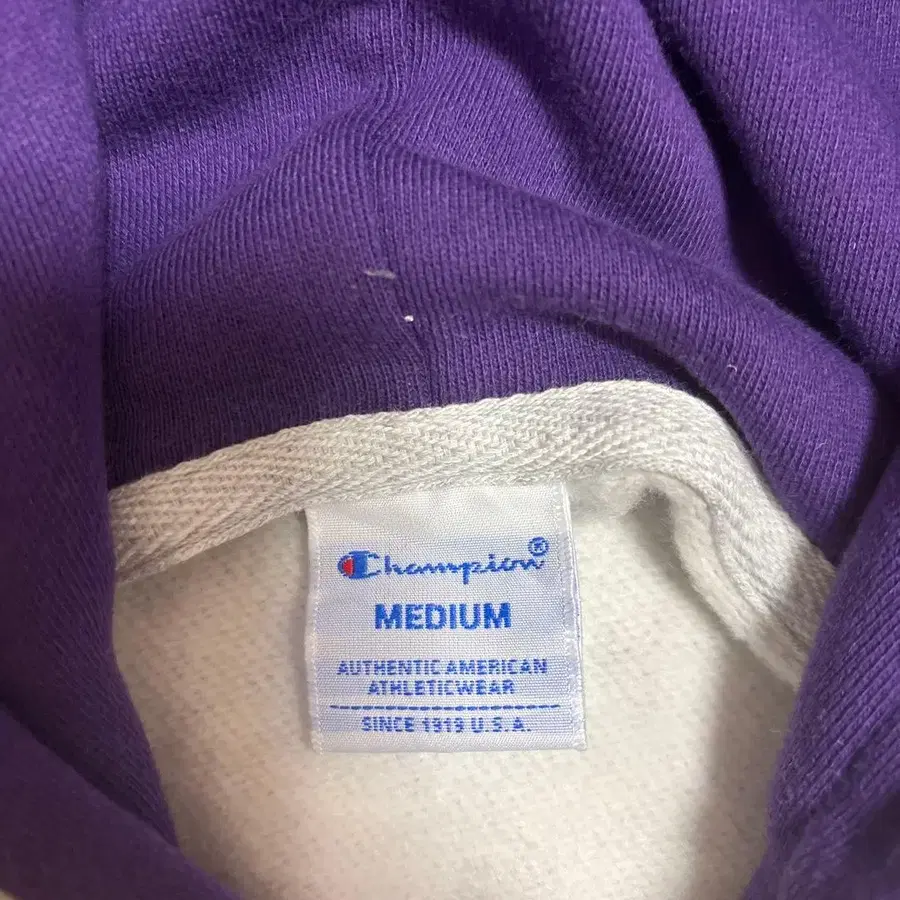 Champion®
MEDIUM
AUTHENTIC AMERICAN
ATHLETICWEAR
SINCE 1919 U.S.A.